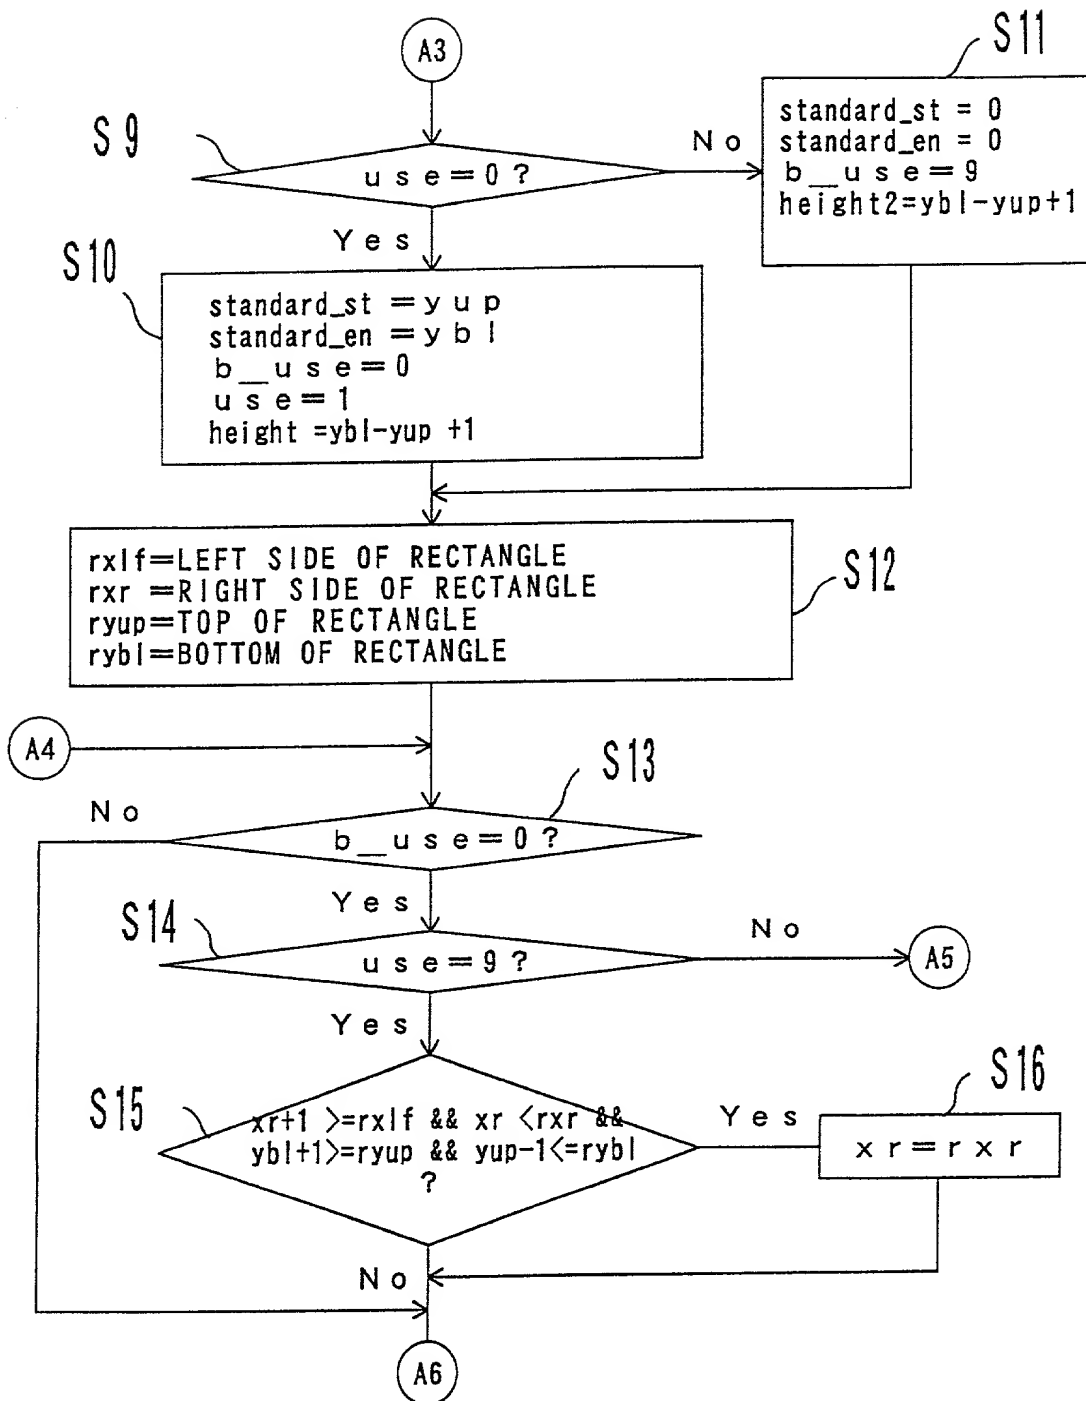 A3
S11
standard_st = 0
standard_en = 0
b_use=9
height2=ybl-yup+1
S9
use=0?
No
Yes
S10
standard_st =yup
standard_en =ybl
b_use=0
use=1
height =ybl-yup +1
rxlf=LEFT SIDE OF RECTANGLE
rxr =RIGHT SIDE OF RECTANGLE
ryup=TOP OF RECTANGLE
rybl=BOTTOM OF RECTANGLE
S12
A4
S13
No
b_use=0?
Yes
S14
use=9?
No
A5
Yes
S15
xr+1 >=rxlf && xr <rxr &&
ybl+1>=ryup && yup-1<=rybl
?
Yes
S16
xr=rxr
No
A6